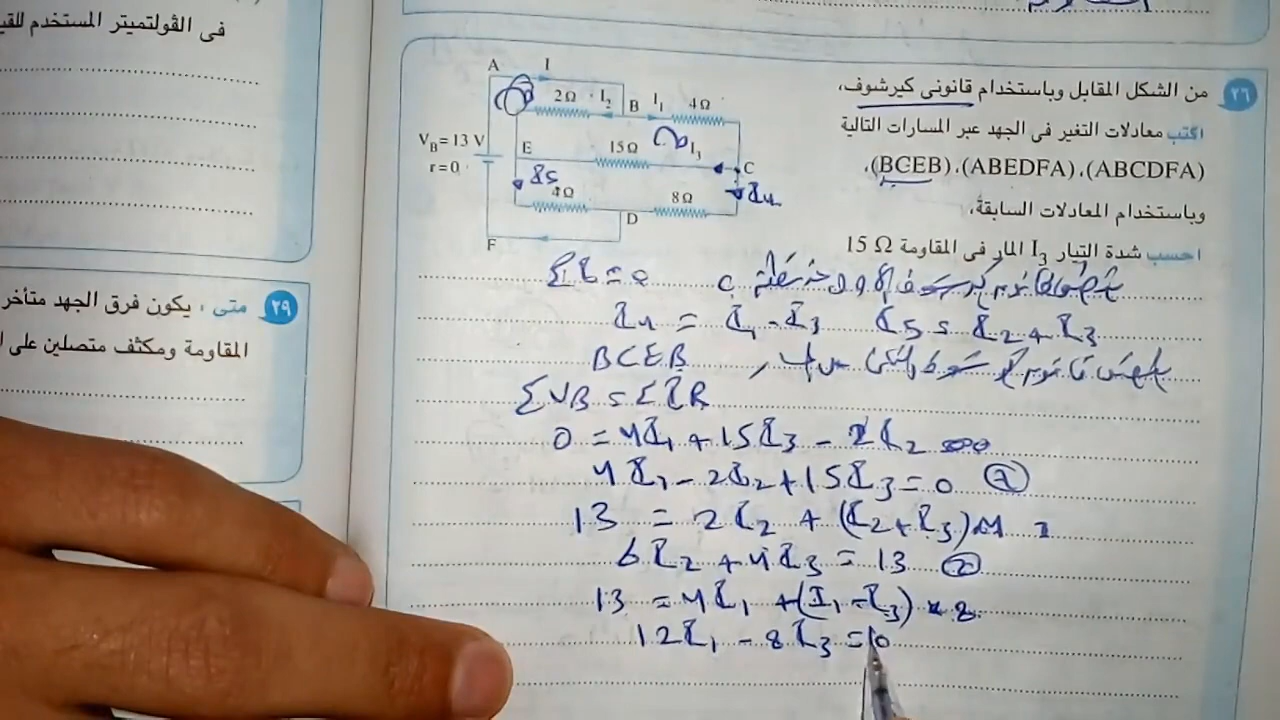 فى الڤولتميتر المستخدم للقي
٢٩ متى : يكون فرق الجهد متأخر
المقاومة ومكثف متصلين على ا
٢٦ من الشكل المقابل وباستخدام قانونى كيرشوف،
اكتب معادلات التغير فى الجهد عبر المسارات التالية
(ABCDFA)، (ABEDFA)، (BCEB)،
وباستخدام المعادلات السابقة،
احسب شدة التيار I₃ المار فى المقاومة 15 Ω
A I
2Ω I₂ B I₁ 4Ω
V_B = 13 V
r = 0
E 15Ω I₃ C
I5 I4
4Ω 8Ω
D
F
c ΣI = 0
I4 = I1 - I3 I5 = I2 + I3
BCEB
ΣVB = ΣIR
0 = 4I1 + 15I3 - 2I2
4I1 - 2I2 + 15I3 = 0 ①
13 = 2I2 + (I2 + I3) × 4
6I2 + 4I3 = 13 ②
13 = 4I1 + (I1 - I3) × 8
12I1 - 8I3 = 10